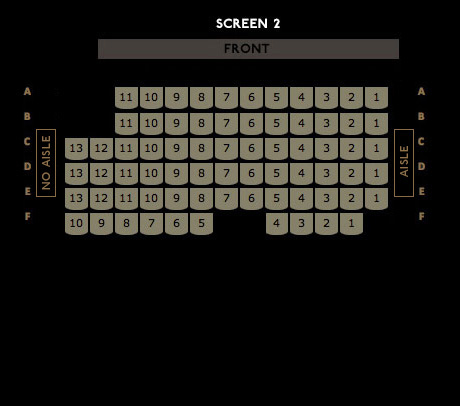 SCREEN 2
FRONT
A 11 10 9 8 7 6 5 4 3 2 1 A
B 11 10 9 8 7 6 5 4 3 2 1 B
C 13 12 11 10 9 8 7 6 5 4 3 2 1 C
D 13 12 11 10 9 8 7 6 5 4 3 2 1 D
E 13 12 11 10 9 8 7 6 5 4 3 2 1 E
F 10 9 8 7 6 5 4 3 2 1 F
NO AISLE
AISLE